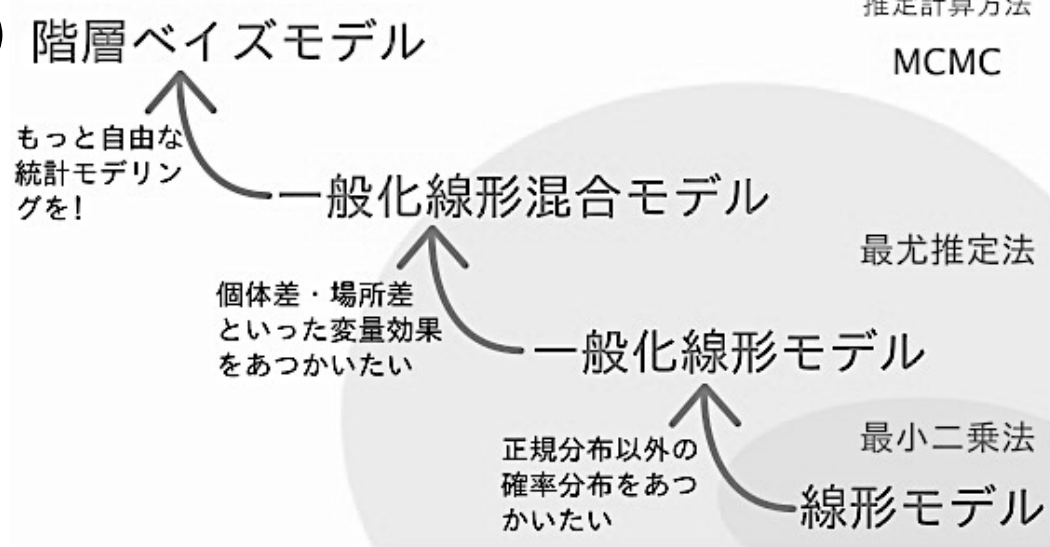 推定計算方法
階層ベイズモデル
MCMC
もっと自由な
統計モデリン
グを!
一般化線形混合モデル
最尤推定法
個体差・場所差
といった変量効果
をあつかいたい
一般化線形モデル
最小二乗法
正規分布以外の
確率分布をあつ
かいたい
線形モデル